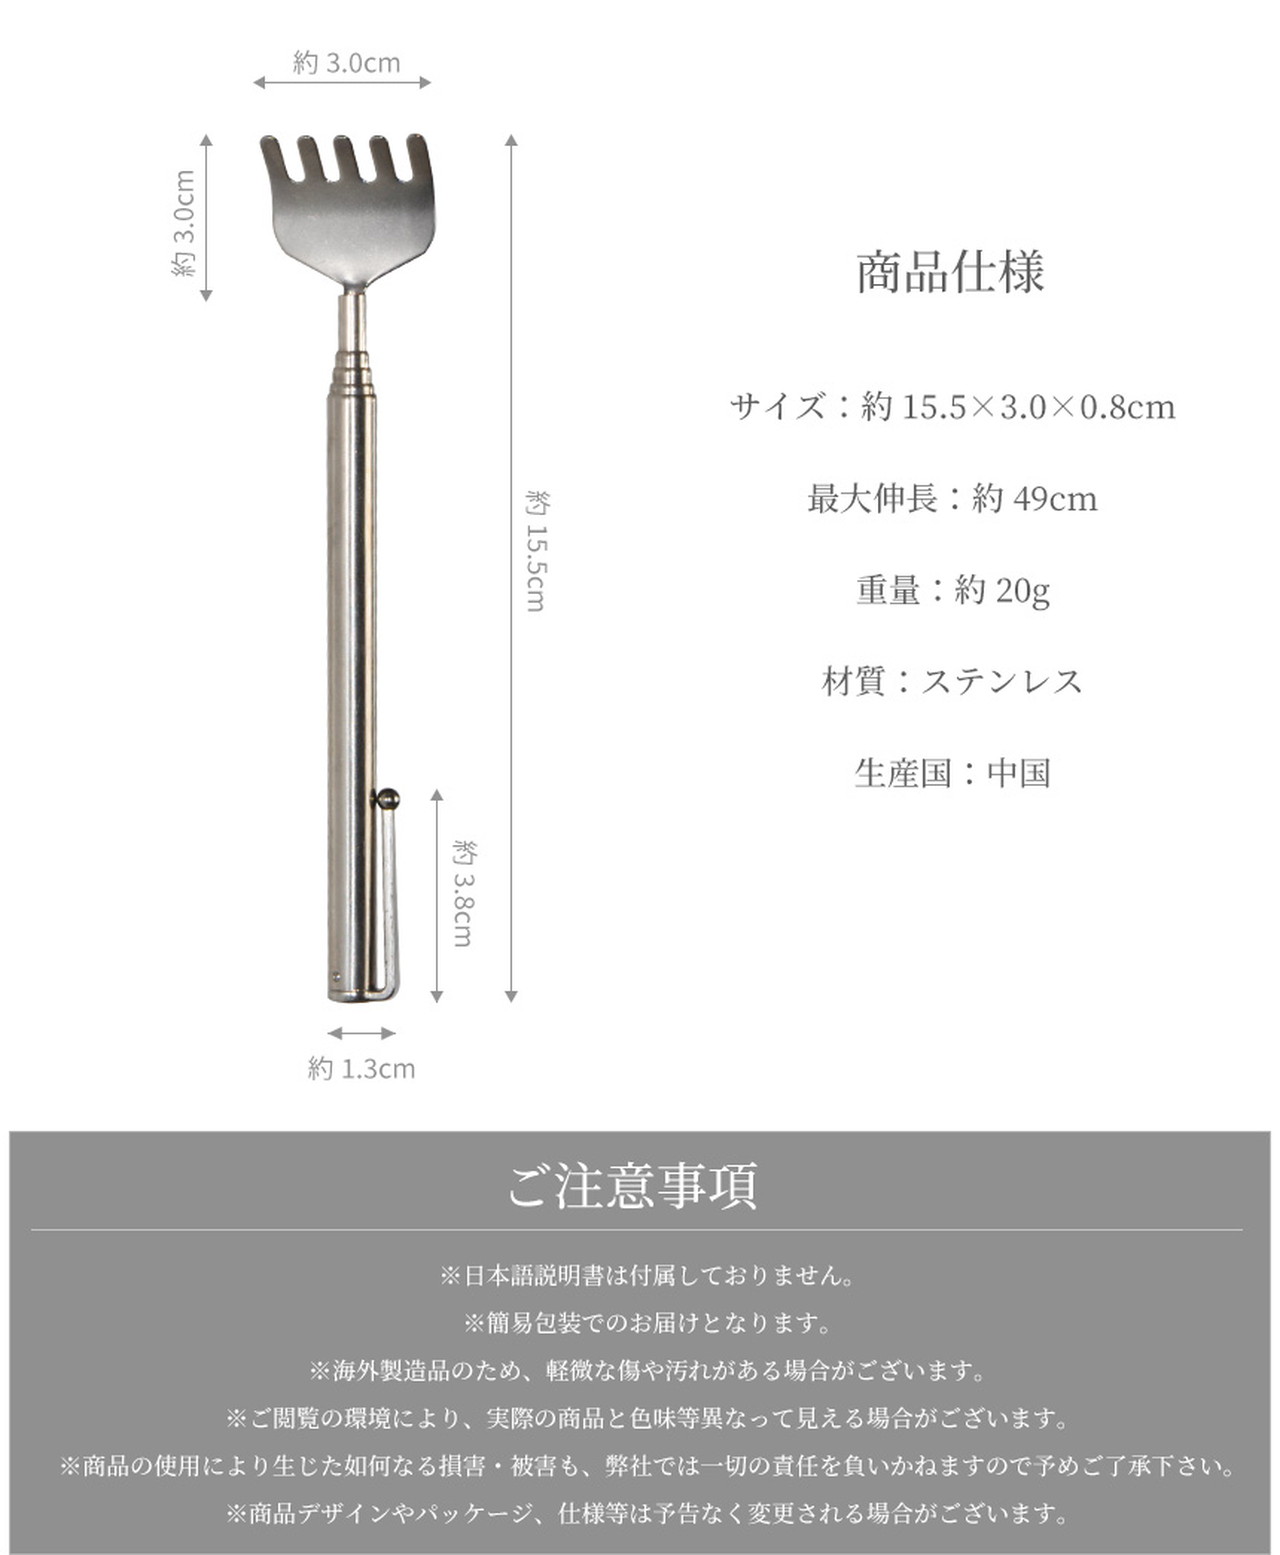 約 3.0cm
約 3.0cm
約 15.5cm
約 3.8cm
約 1.3cm
商品仕様
サイズ：約 15.5×3.0×0.8cm
最大伸長：約 49cm
重量：約 20g
材質：ステンレス
生産国：中国
ご注意事項
※日本語説明書は付属しておりません。
※簡易包装でのお届けとなります。
※海外製造品のため、軽微な傷や汚れがある場合がございます。
※ご閲覧の環境により、実際の商品と色味等異なって見える場合がございます。
※商品の使用により生じた如何なる損害・被害も、弊社では一切の責任を負いかねますので予めご了承下さい。
※商品デザインやパッケージ、仕様等は予告なく変更される場合がございます。